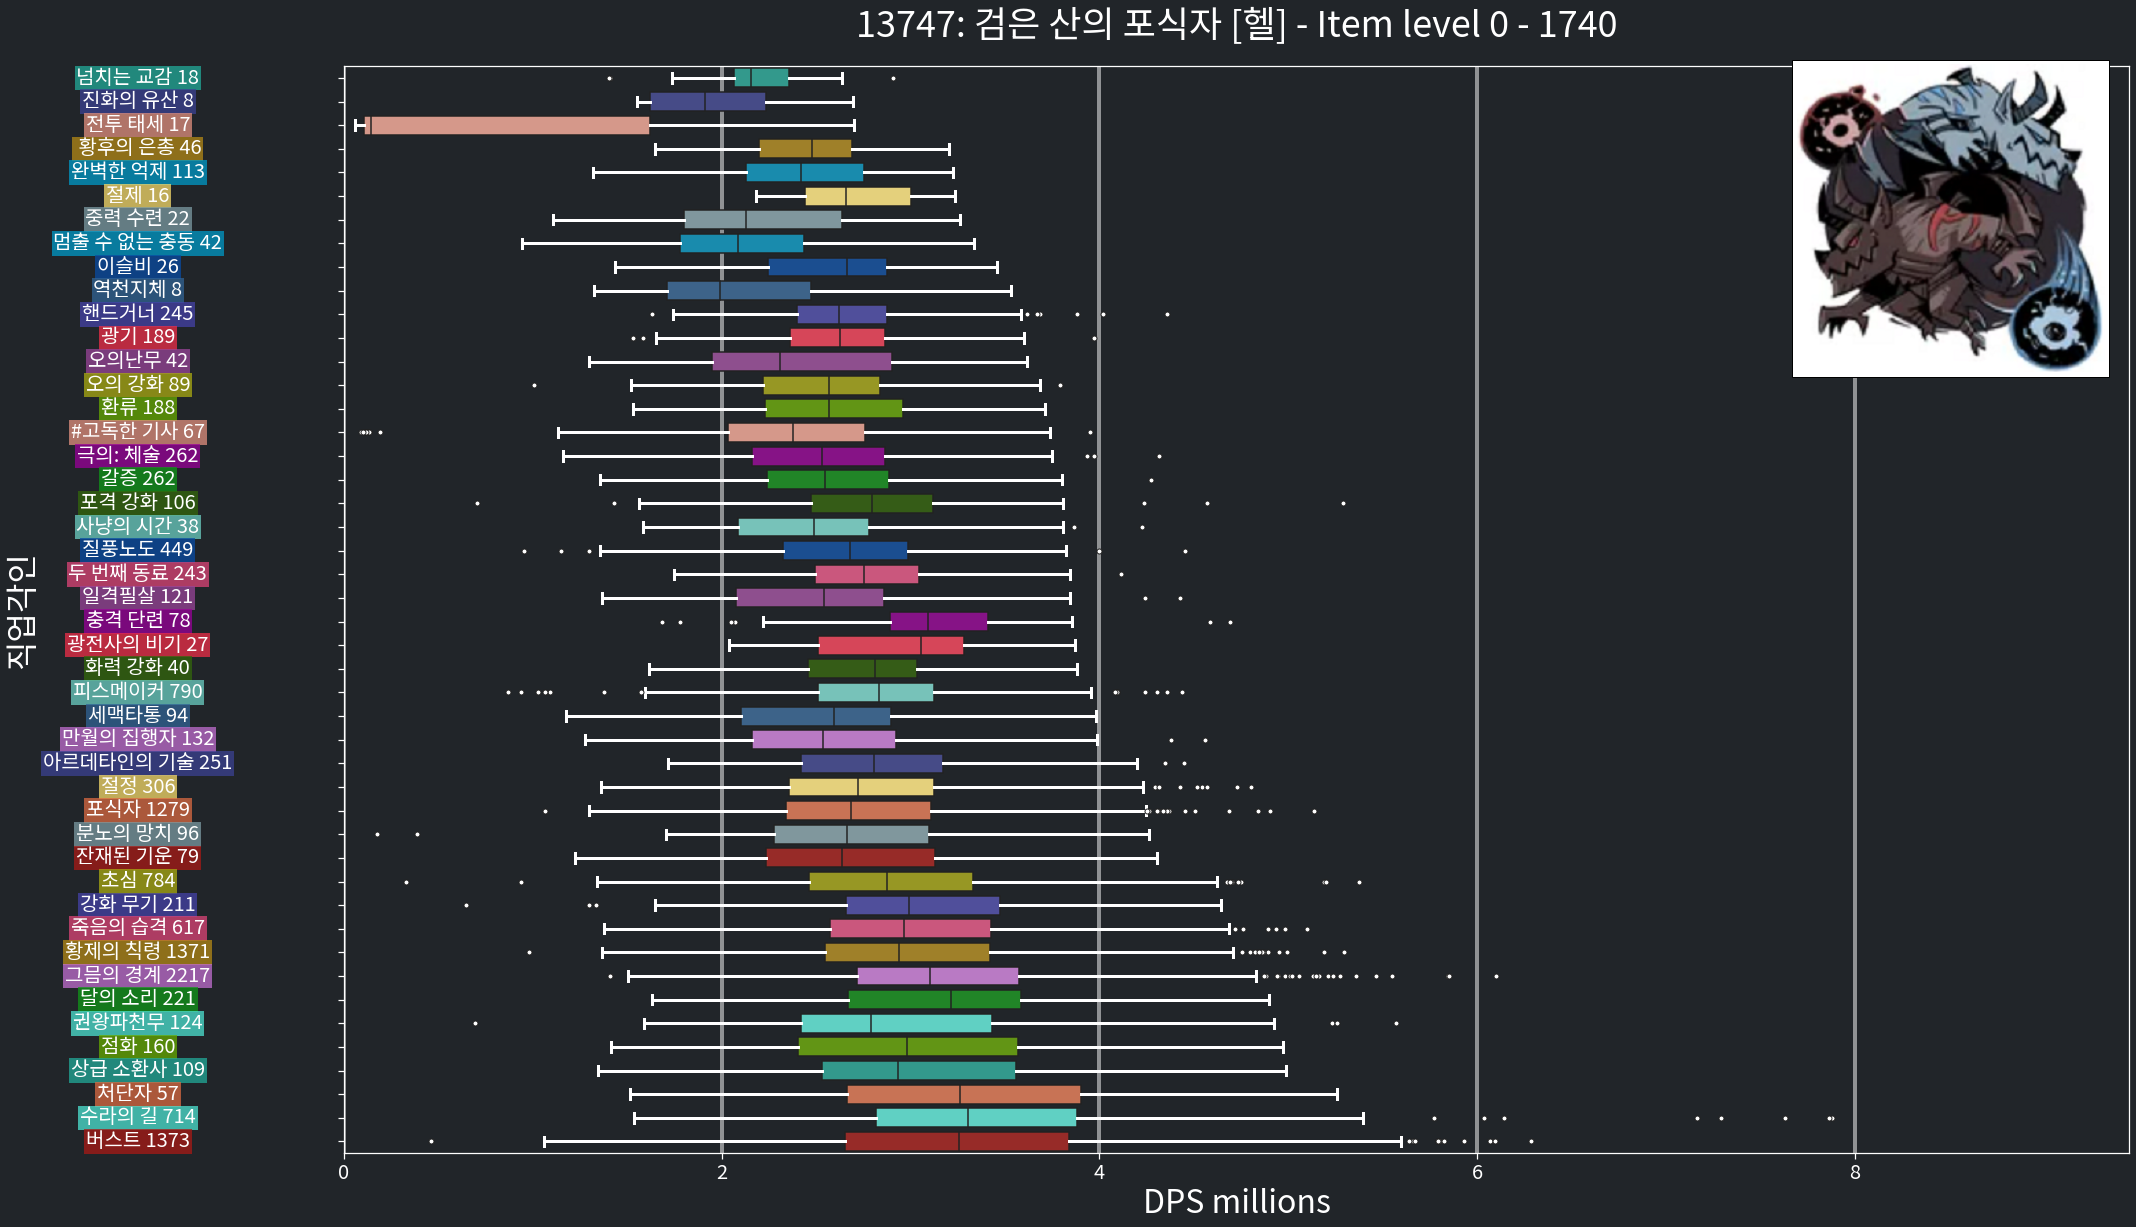 13747: 검은 산의 포식자 [헬] - Item level 0 - 1740
직업각인
넘치는 교감 18
진화의 유산 8
전투 태세 17
황후의 은총 46
완벽한 억제 113
절제 16
중력 수련 22
멈출 수 없는 충동 42
이슬비 26
역천지체 8
핸드거너 245
광기 189
오의난무 42
오의 강화 89
환류 188
#고독한 기사 67
극의: 체술 262
갈증 262
포격 강화 106
사냥의 시간 38
질풍노도 449
두 번째 동료 243
일격필살 121
충격 단련 78
광전사의 비기 27
화력 강화 40
피스메이커 790
세맥타통 94
만월의 집행자 132
아르데타인의 기술 251
절정 306
포식자 1279
분노의 망치 96
잔재된 기운 79
초심 784
강화 무기 211
죽음의 습격 617
황제의 칙령 1371
그믐의 경계 2217
달의 소리 221
권왕파천무 124
점화 160
상급 소환사 109
처단자 57
수라의 길 714
버스트 1373
0 2 4 6 8
DPS millions